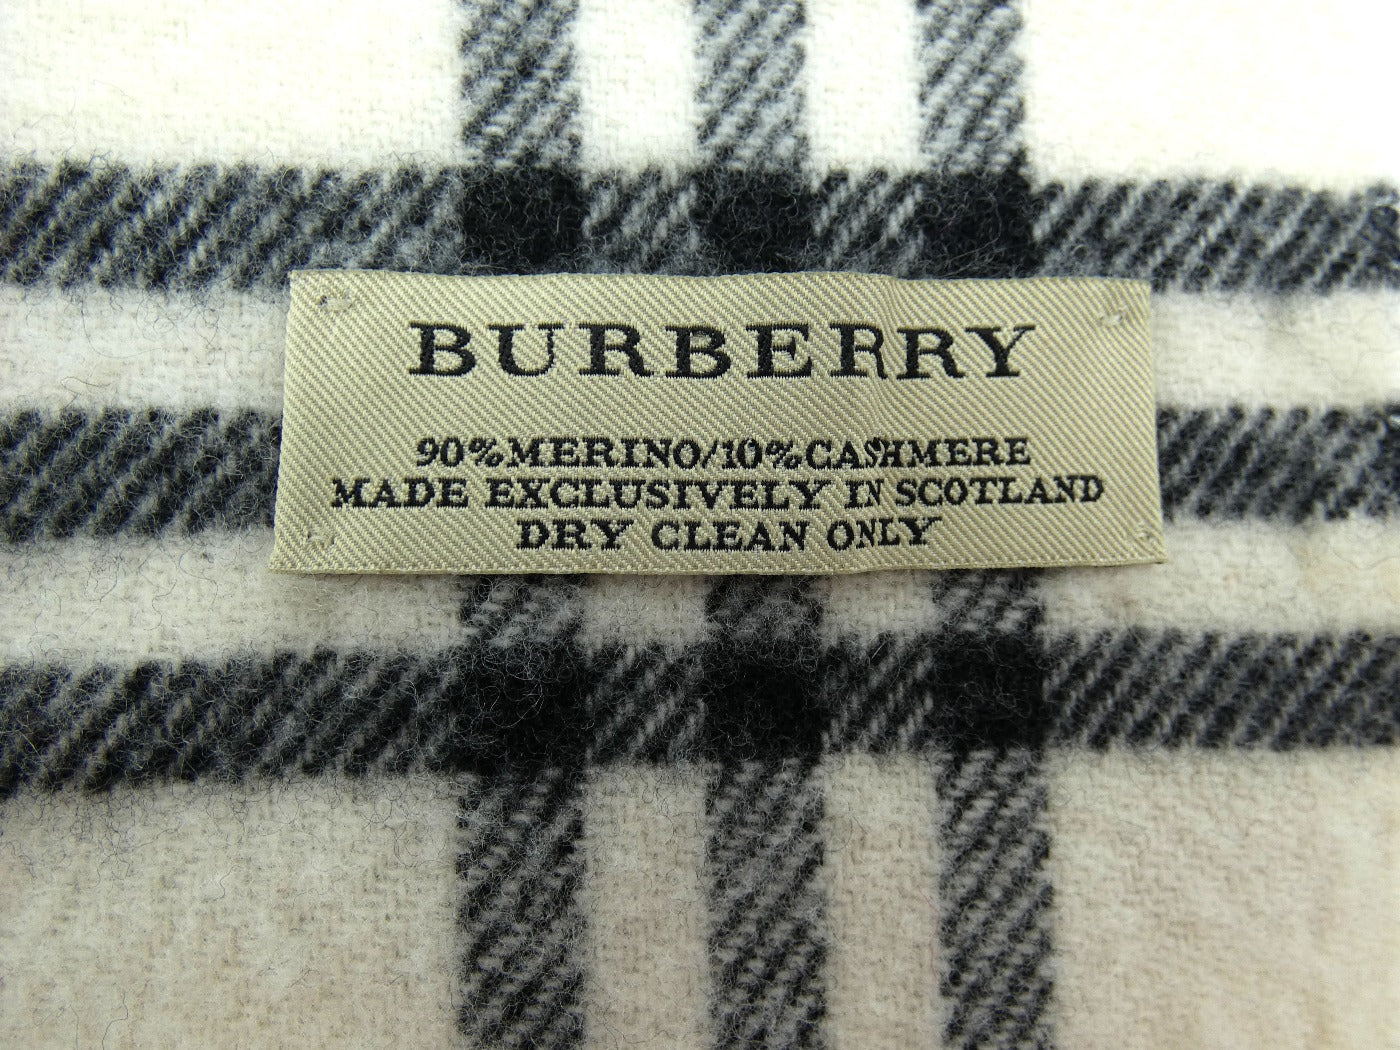 BURBERRY
90%MERINO/10%CASHMERE
MADE EXCLUSIVELY IN SCOTLAND
DRY CLEAN ONLY